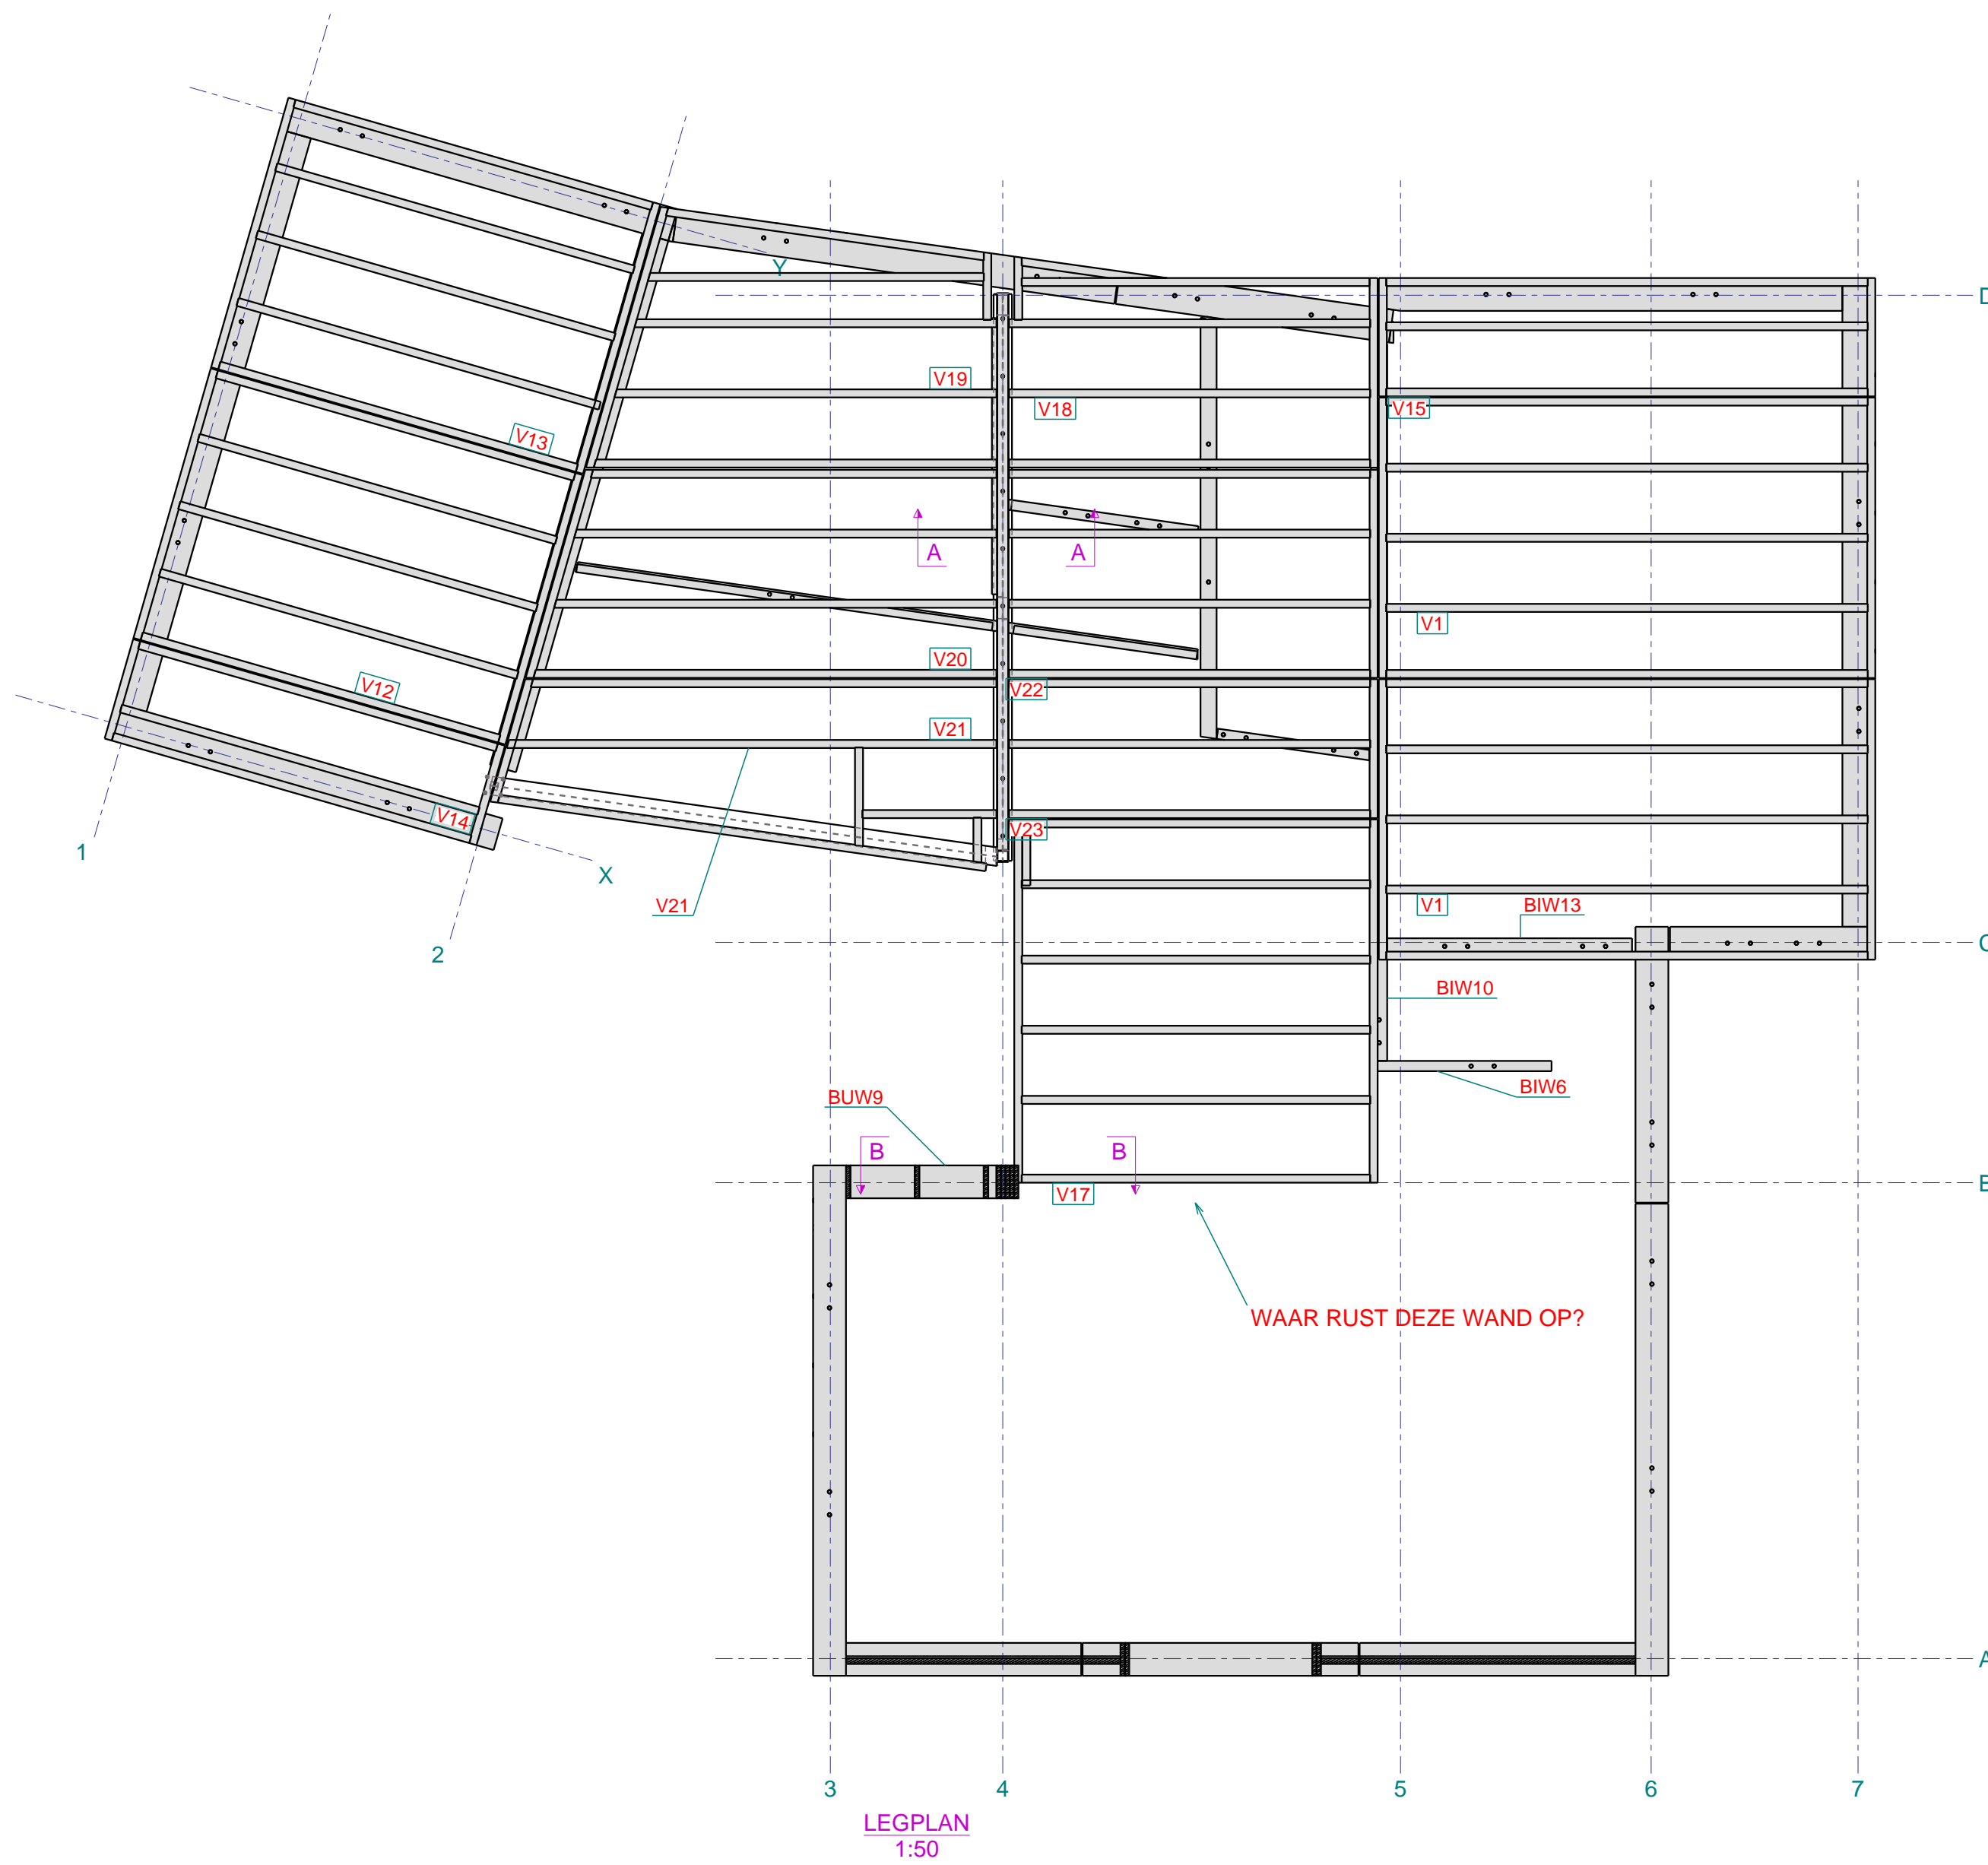 Y
D
V19
V18
V15
V13
A
A
V1
V20
V22
V12
V21
V14
V23
1
X
V21
V1
BIW13
2
C
BIW10
BIW6
BUW9
B
B
V17
B
WAAR RUST DEZE WAND OP?
A
3
4
5
6
7
LEGPLAN
1:50